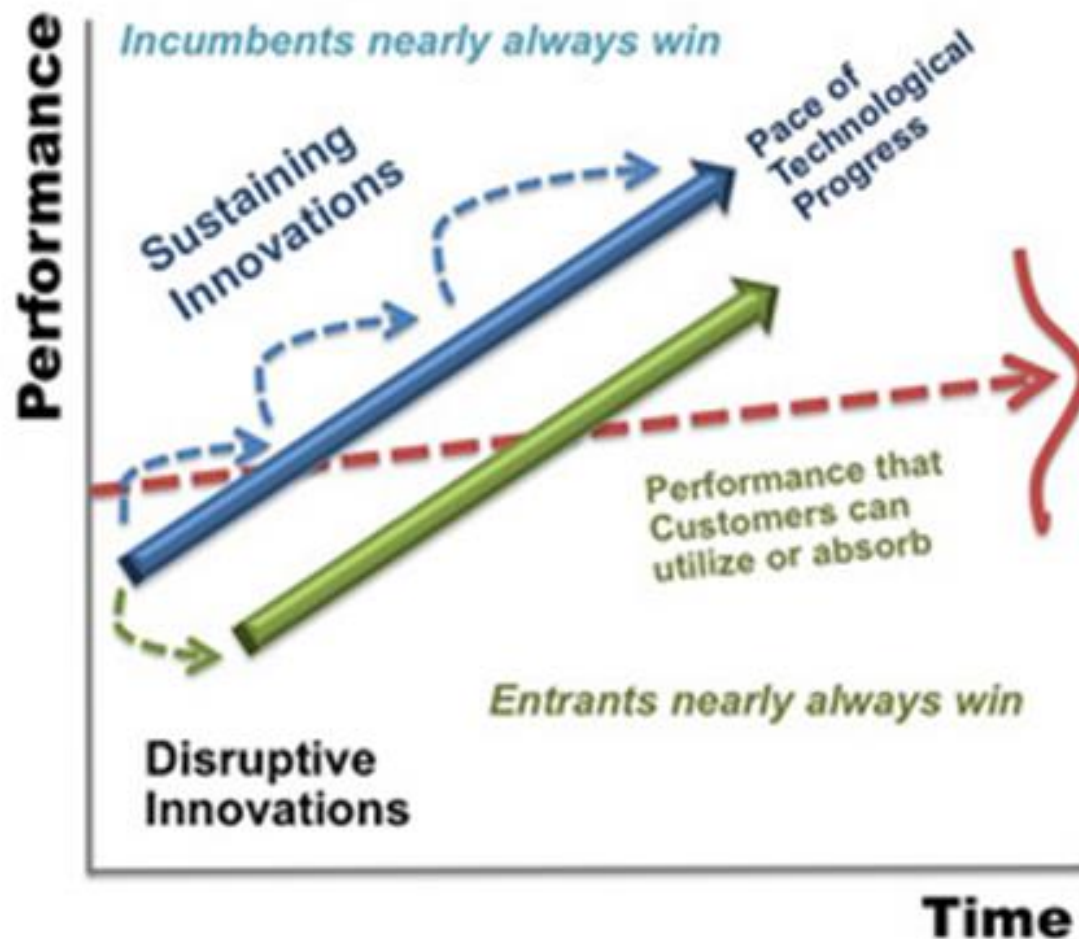 Performance
Incumbents nearly always win
Pace of
Technological
Progress
Sustaining
Innovations
Performance that
Customers can
utilize or absorb
Entrants nearly always win
Disruptive
Innovations
Time